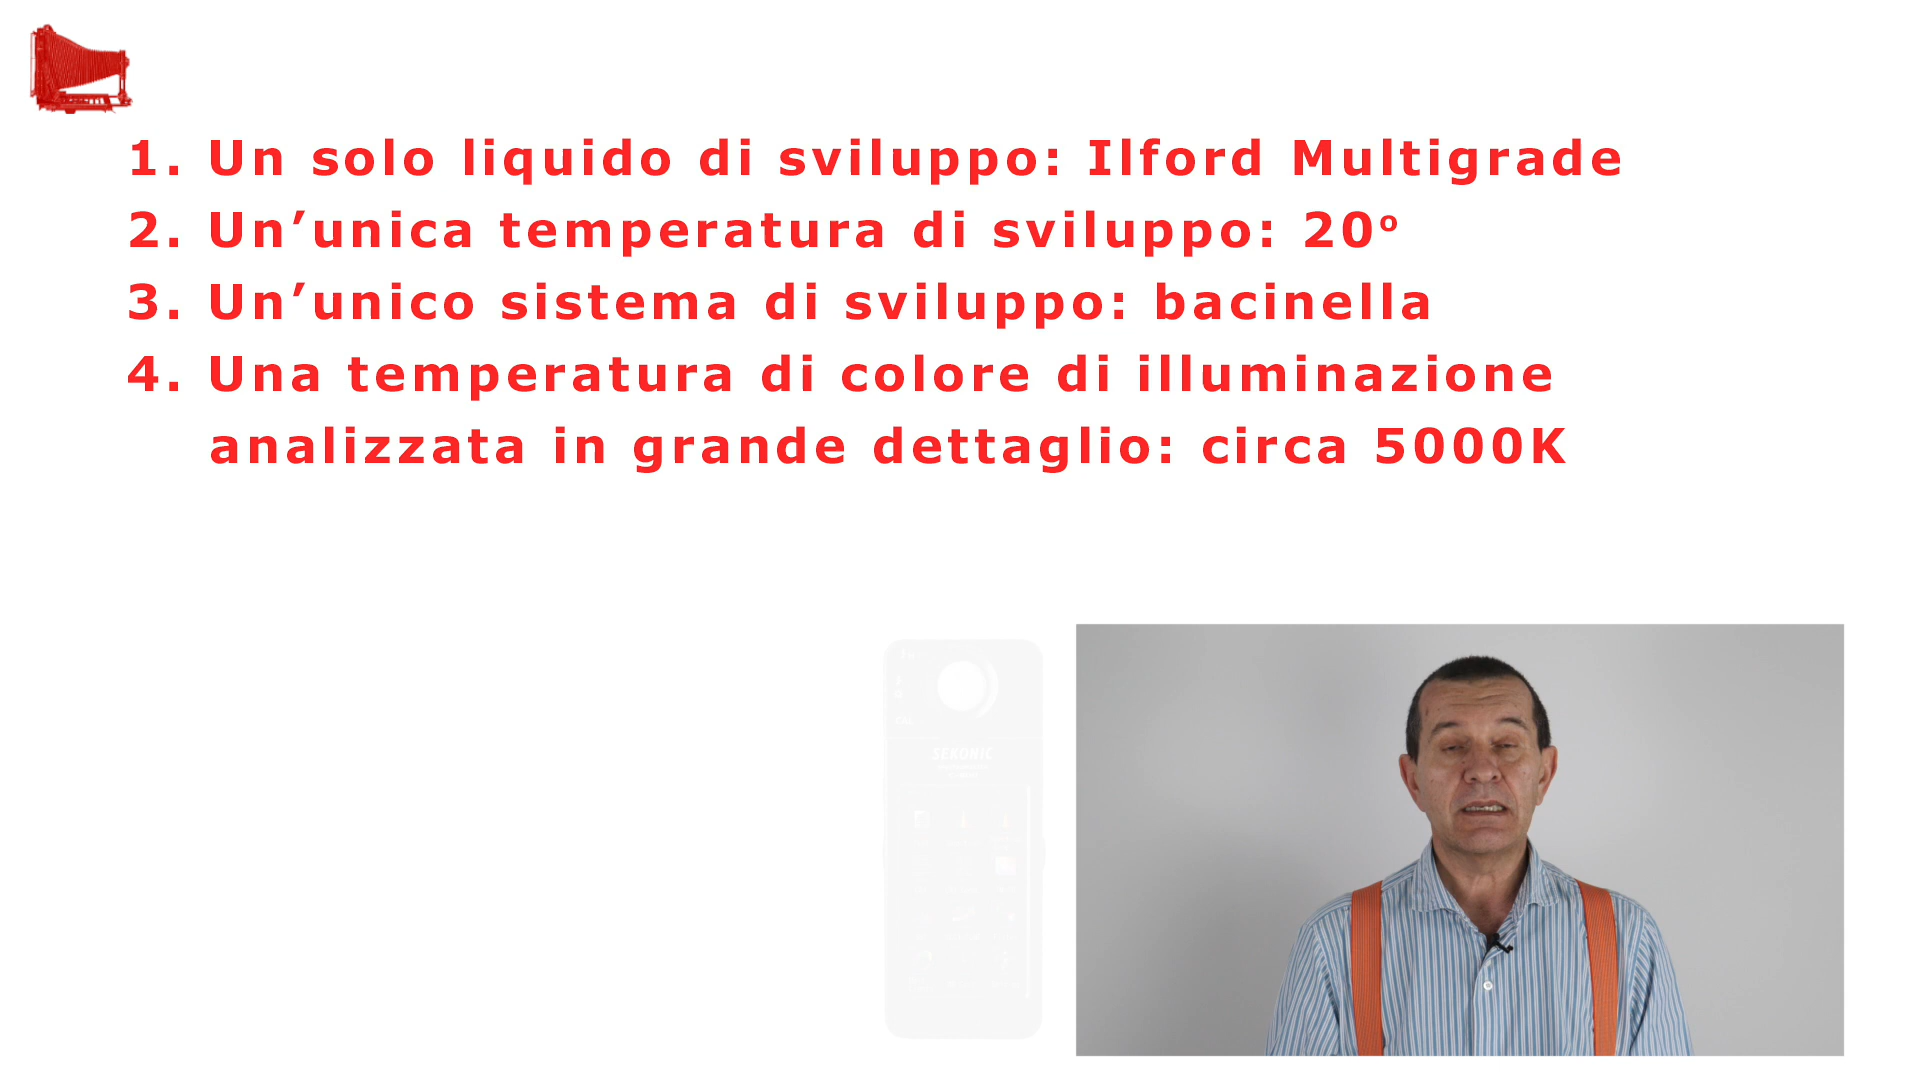 1. Un solo liquido di sviluppo: Ilford Multigrade
2. Un’unica temperatura di sviluppo: 20º
3. Un’unico sistema di sviluppo: bacinella
4. Una temperatura di colore di illuminazione
analizzata in grande dettaglio: circa 5000K
SEKONIC